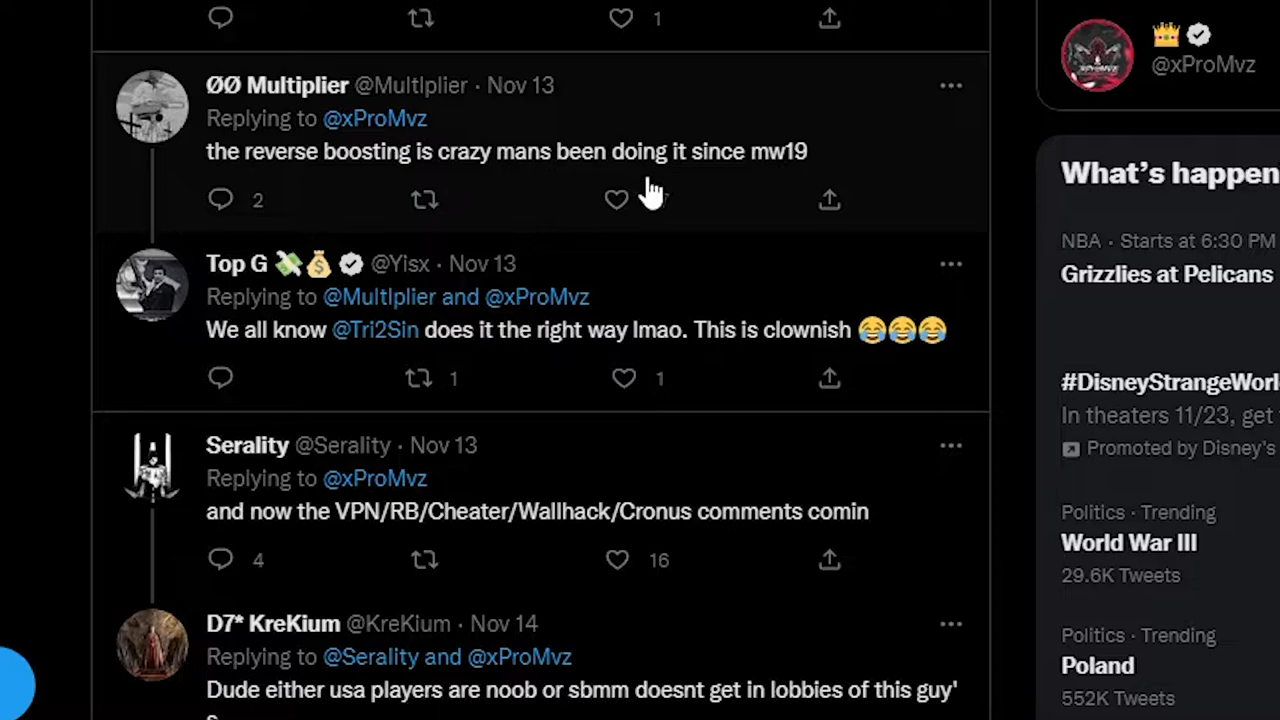 1
👑
@xProMvz
ØØ Multiplier @MultIplier · Nov 13
Replying to @xProMvz
the reverse boosting is crazy mans been doing it since mw19
2
Top G 💸💰 @Yisx · Nov 13
Replying to @MultIplier and @xProMvz
We all know @Tri2Sin does it the right way lmao. This is clownish 😂😂😂
1 1
Serality @Serality · Nov 13
Replying to @xProMvz
and now the VPN/RB/Cheater/Wallhack/Cronus comments comin
4 16
D7* KreKium @KreKium · Nov 14
Replying to @Serality and @xProMvz
Dude either usa players are noob or sbmm doesnt get in lobbies of this guy'
What's happen
NBA · Starts at 6:30 PM
Grizzlies at Pelicans
#DisneyStrangeWorl
In theaters 11/23, get
Promoted by Disney's
Politics · Trending
World War III
29.6K Tweets
Politics · Trending
Poland
552K Tweets